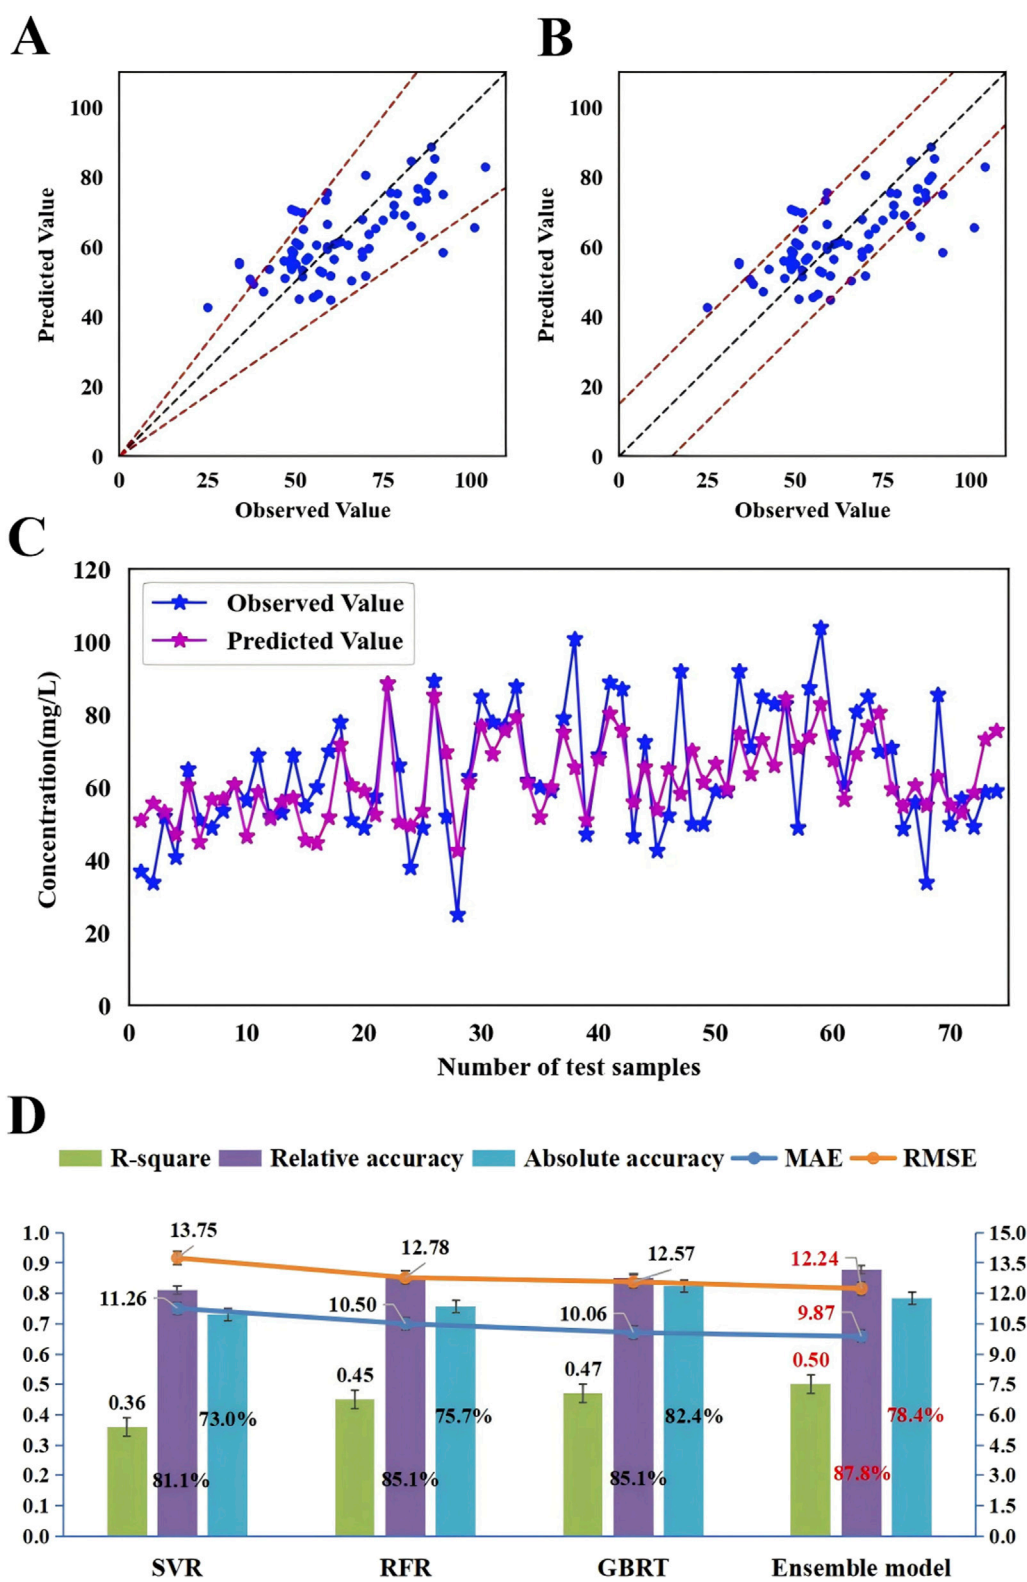 A B
100 100
80 80
60 60
40 40
20 20
0 0
Predicted Value Predicted Value
0 25 50 75 100 0 25 50 75 100
Observed Value Observed Value
C
120
100
80
60
40
20
0
Concentration(mg/L)
Observed Value
Predicted Value
0 10 20 30 40 50 60 70
Number of test samples
D
R-square Relative accuracy Absolute accuracy MAE RMSE
1.0 13.75 12.78 12.57 12.24 15.0
0.9 13.5
0.8 11.26 10.50 10.06 9.87 12.0
0.7 10.5
0.6 0.36 0.45 0.47 0.50 9.0
0.5 7.5
0.4 73.0% 75.7% 82.4% 78.4% 6.0
0.3 4.5
0.2 81.1% 85.1% 85.1% 87.8% 3.0
0.1 1.5
0.0 0.0
SVR RFR GBRT Ensemble model